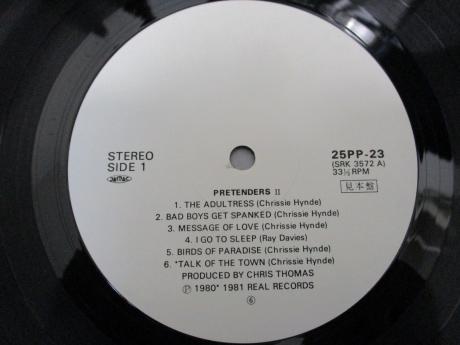 STEREO
SIDE 1
JASRAC
25PP-23
(SRK 3572 A)
33⅓ RPM
見本盤
PRETENDERS II
1. THE ADULTRESS (Chrissie Hynde)
2. BAD BOYS GET SPANKED (Chrissie Hynde)
3. MESSAGE OF LOVE (Chrissie Hynde)
4. I GO TO SLEEP (Ray Davies)
5. BIRDS OF PARADISE (Chrissie Hynde)
6. *TALK OF THE TOWN (Chrissie Hynde)
PRODUCED BY CHRIS THOMAS
Ⓟ 1980* 1981 REAL RECORDS
⑥